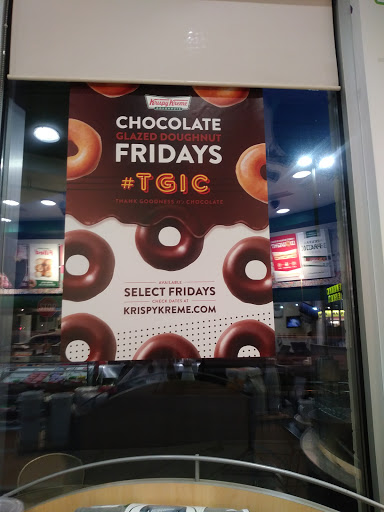 Krispy Kreme
DOUGHNUTS
CHOCOLATE
GLAZED DOUGHNUT
FRIDAYS
#TGIC
THANK GOODNESS it's CHOCOLATE
AVAILABLE
SELECT FRIDAYS
CHECK DATES AT
KRISPYKREME.COM